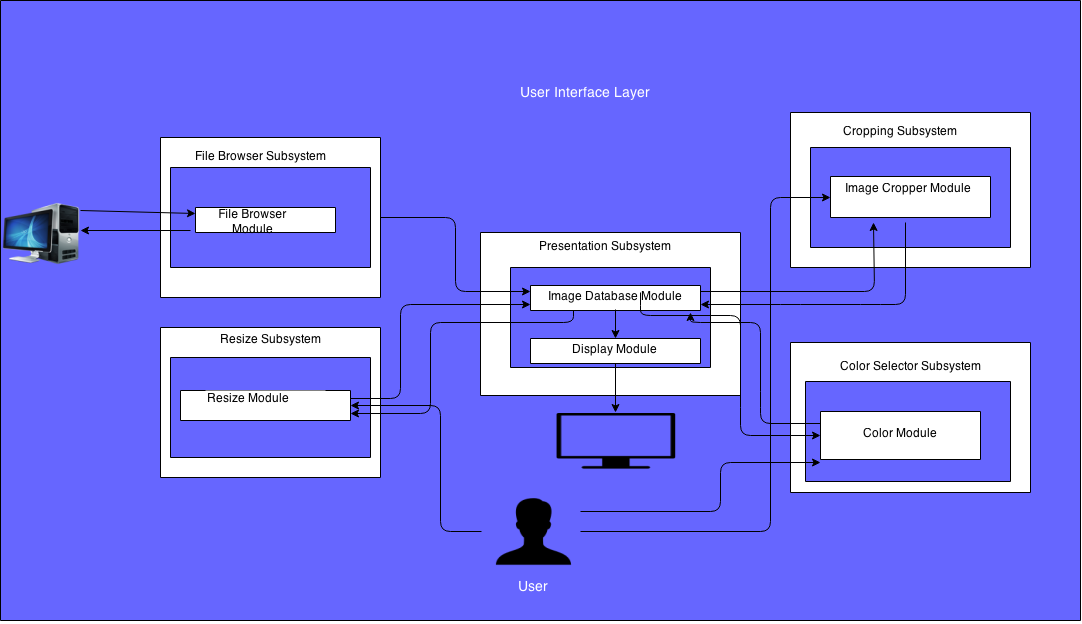 User Interface Layer
File Browser Subsystem
File Browser
Module
Resize Subsystem
Resize Module
Presentation Subsystem
Image Database Module
Display Module
Cropping Subsystem
Image Cropper Module
Color Selector Subsystem
Color Module
User